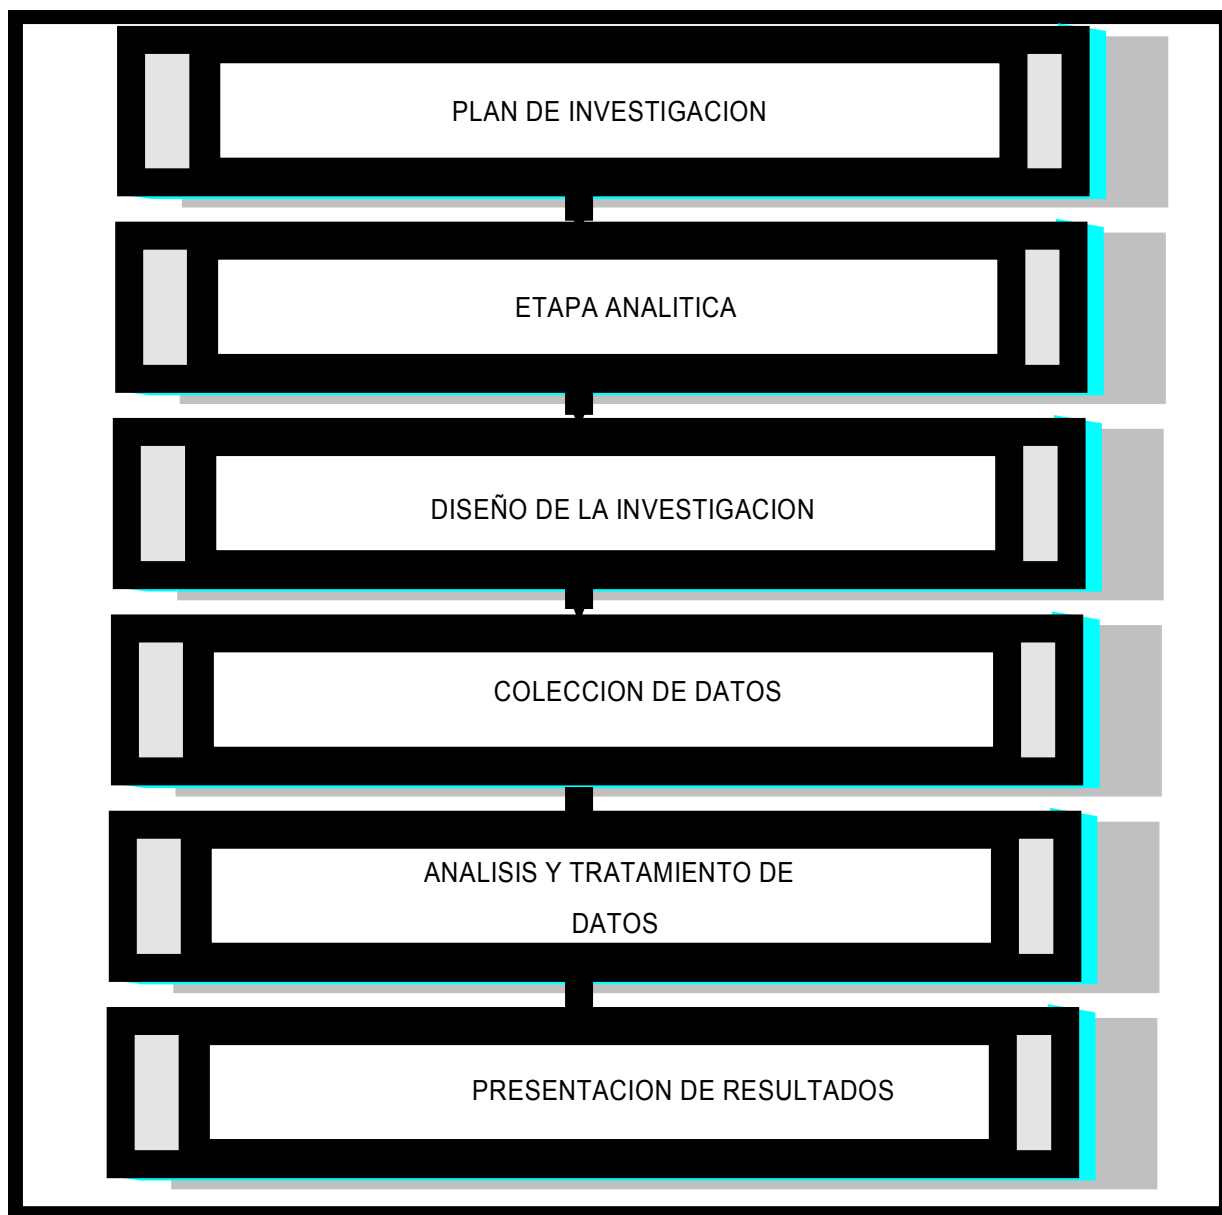 PLAN DE INVESTIGACION
ETAPA ANALITICA
DISEÑO DE LA INVESTIGACION
COLECCION DE DATOS
ANALISIS Y TRATAMIENTO DE
DATOS
PRESENTACION DE RESULTADOS